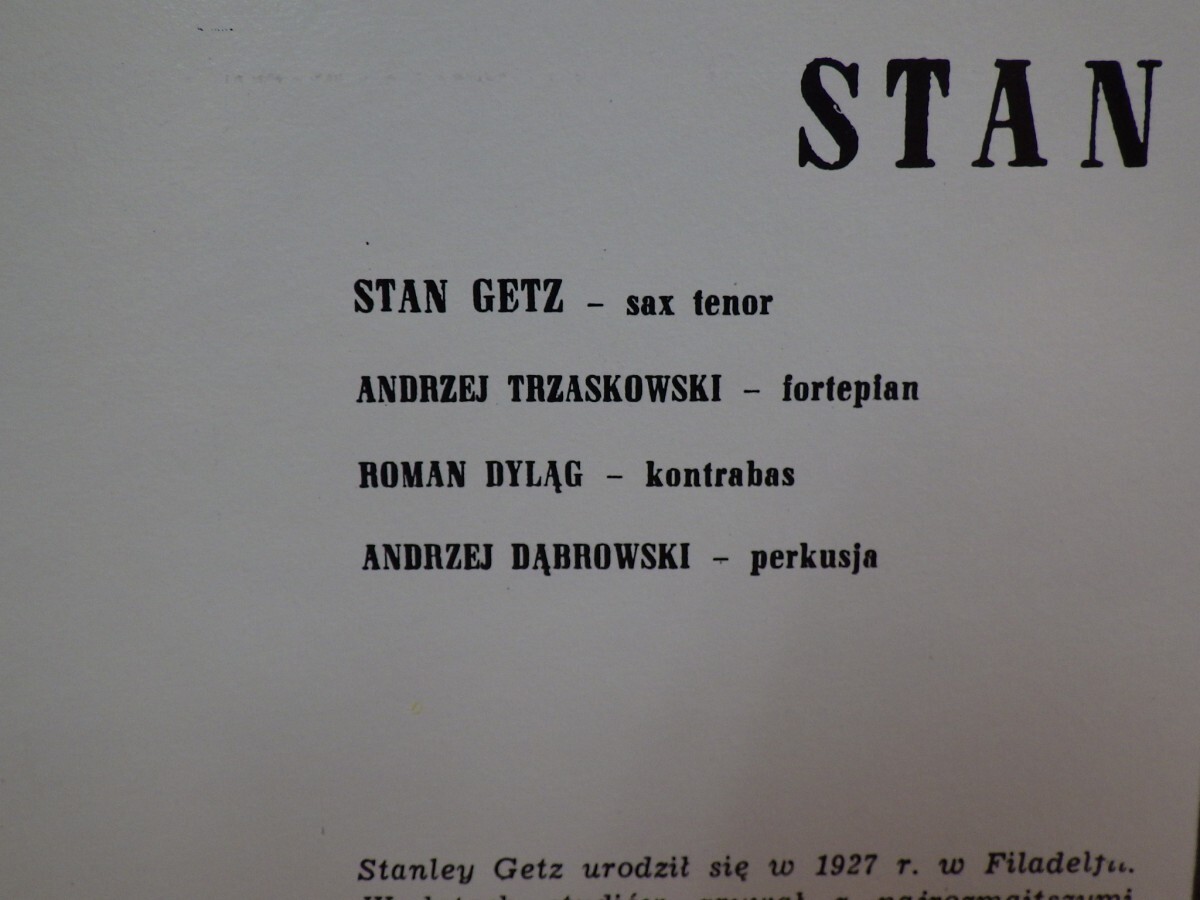 STAN
STAN GETZ – sax tenor
ANDRZEJ TRZASKOWSKI – fortepian
ROMAN DYLĄG – kontrabas
ANDRZEJ DĄBROWSKI – perkusja
Stanley Getz urodził się w 1927 r. w Filadelfii.